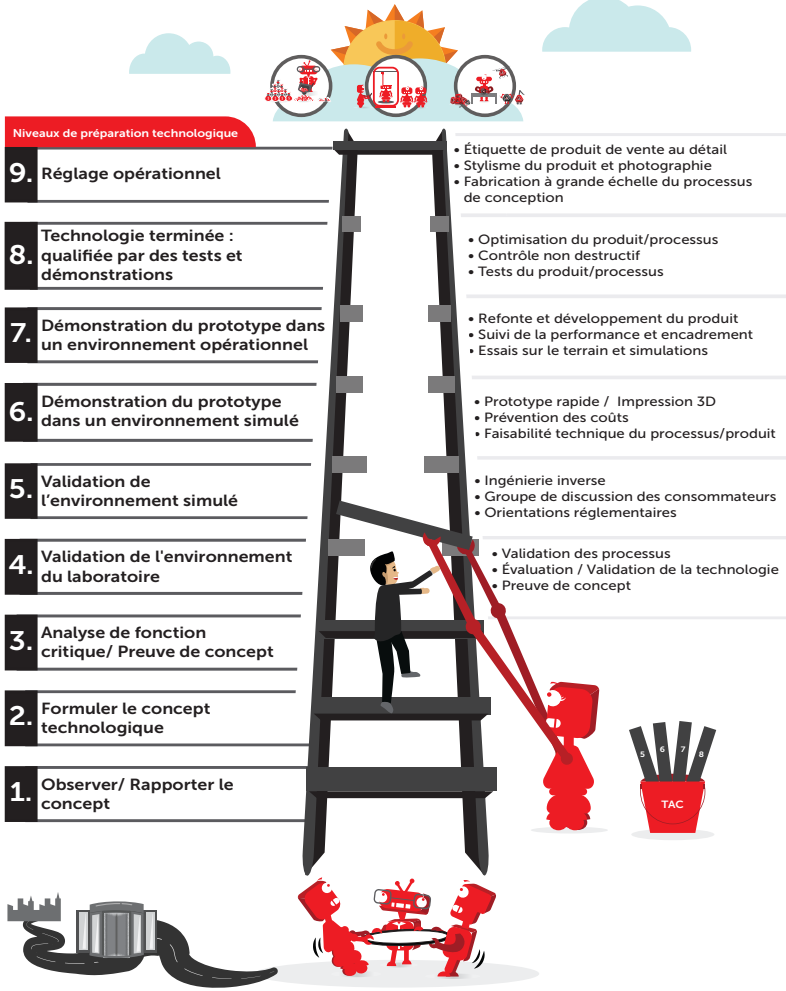 Niveaux de préparation technologique
9. Réglage opérationnel
8. Technologie terminée :
qualifiée par des tests et
démonstrations
7. Démonstration du prototype dans
un environnement opérationnel
6. Démonstration du prototype
dans un environnement simulé
5. Validation de
l’environnement simulé
4. Validation de l'environnement
du laboratoire
3. Analyse de fonction
critique/ Preuve de concept
2. Formuler le concept
technologique
1. Observer/ Rapporter le
concept
• Étiquette de produit de vente au détail
• Stylisme du produit et photographie
• Fabrication à grande échelle du processus
de conception
• Optimisation du produit/processus
• Contrôle non destructif
• Tests du produit/processus
• Refonte et développement du produit
• Suivi de la performance et encadrement
• Essais sur le terrain et simulations
• Prototype rapide / Impression 3D
• Prévention des coûts
• Faisabilité technique du processus/produit
• Ingénierie inverse
• Groupe de discussion des consommateurs
• Orientations réglementaires
• Validation des processus
• Évaluation / Validation de la technologie
• Preuve de concept
5 6 7 8
TAC